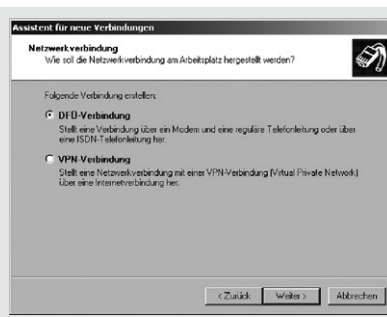 Assistent für neue Verbindungen
Netzwerkverbindung
Wie soll die Netzwerkverbindung am Arbeitsplatz hergestellt werden?
Folgende Verbindung erstellen:
DFÜ-Verbindung
Stellt eine Verbindung über ein Modem und eine reguläre Telefonleitung oder über
eine ISDN-Telefonleitung her.
VPN-Verbindung
Stellt eine Netzwerkverbindung mit einer VPN-Verbindung (Virtual Private Network)
über eine Internetverbindung her.
< Zurück Weiter > Abbrechen